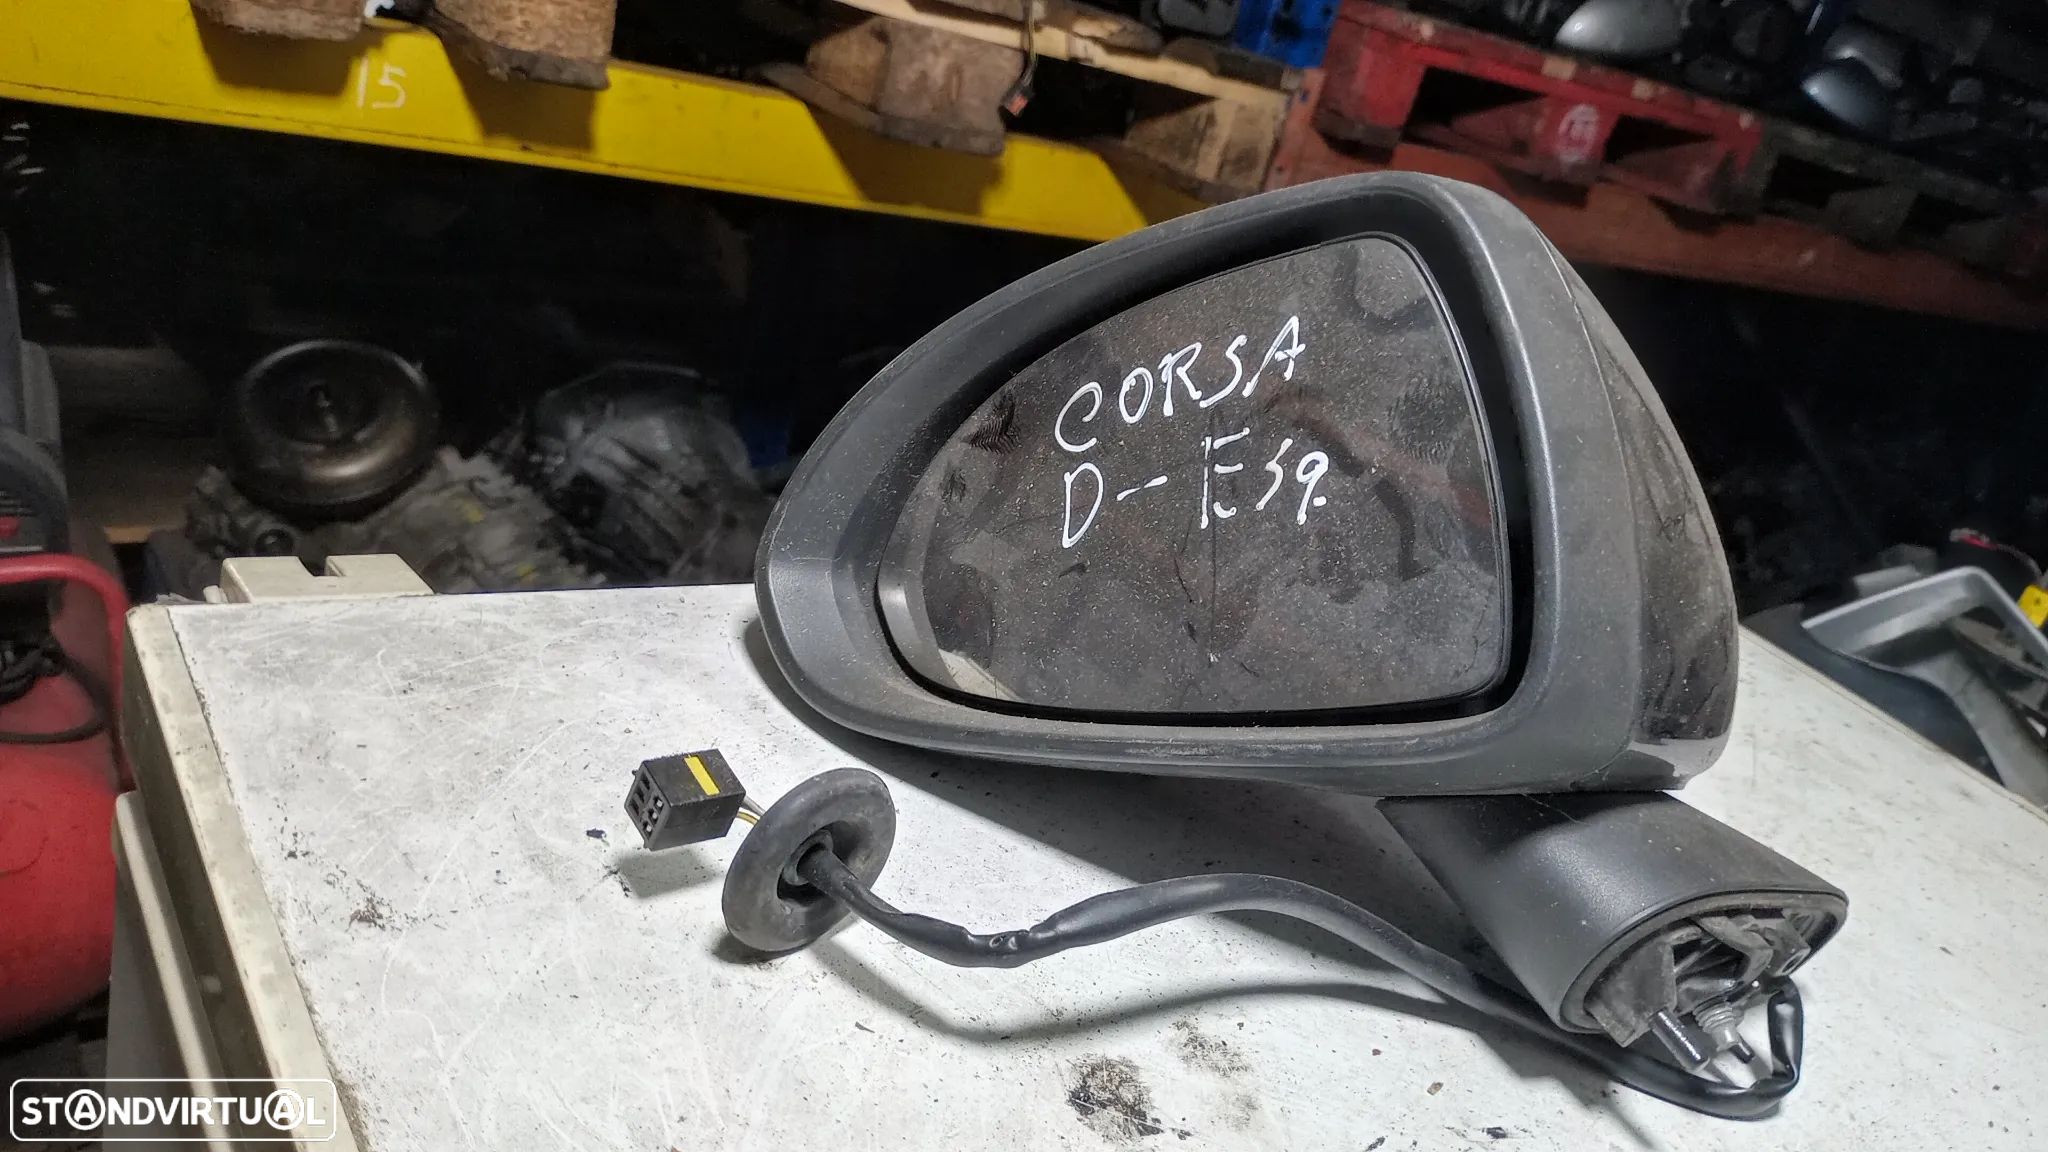 15
CORSA
D-Esq.
STANDVIRTUAL